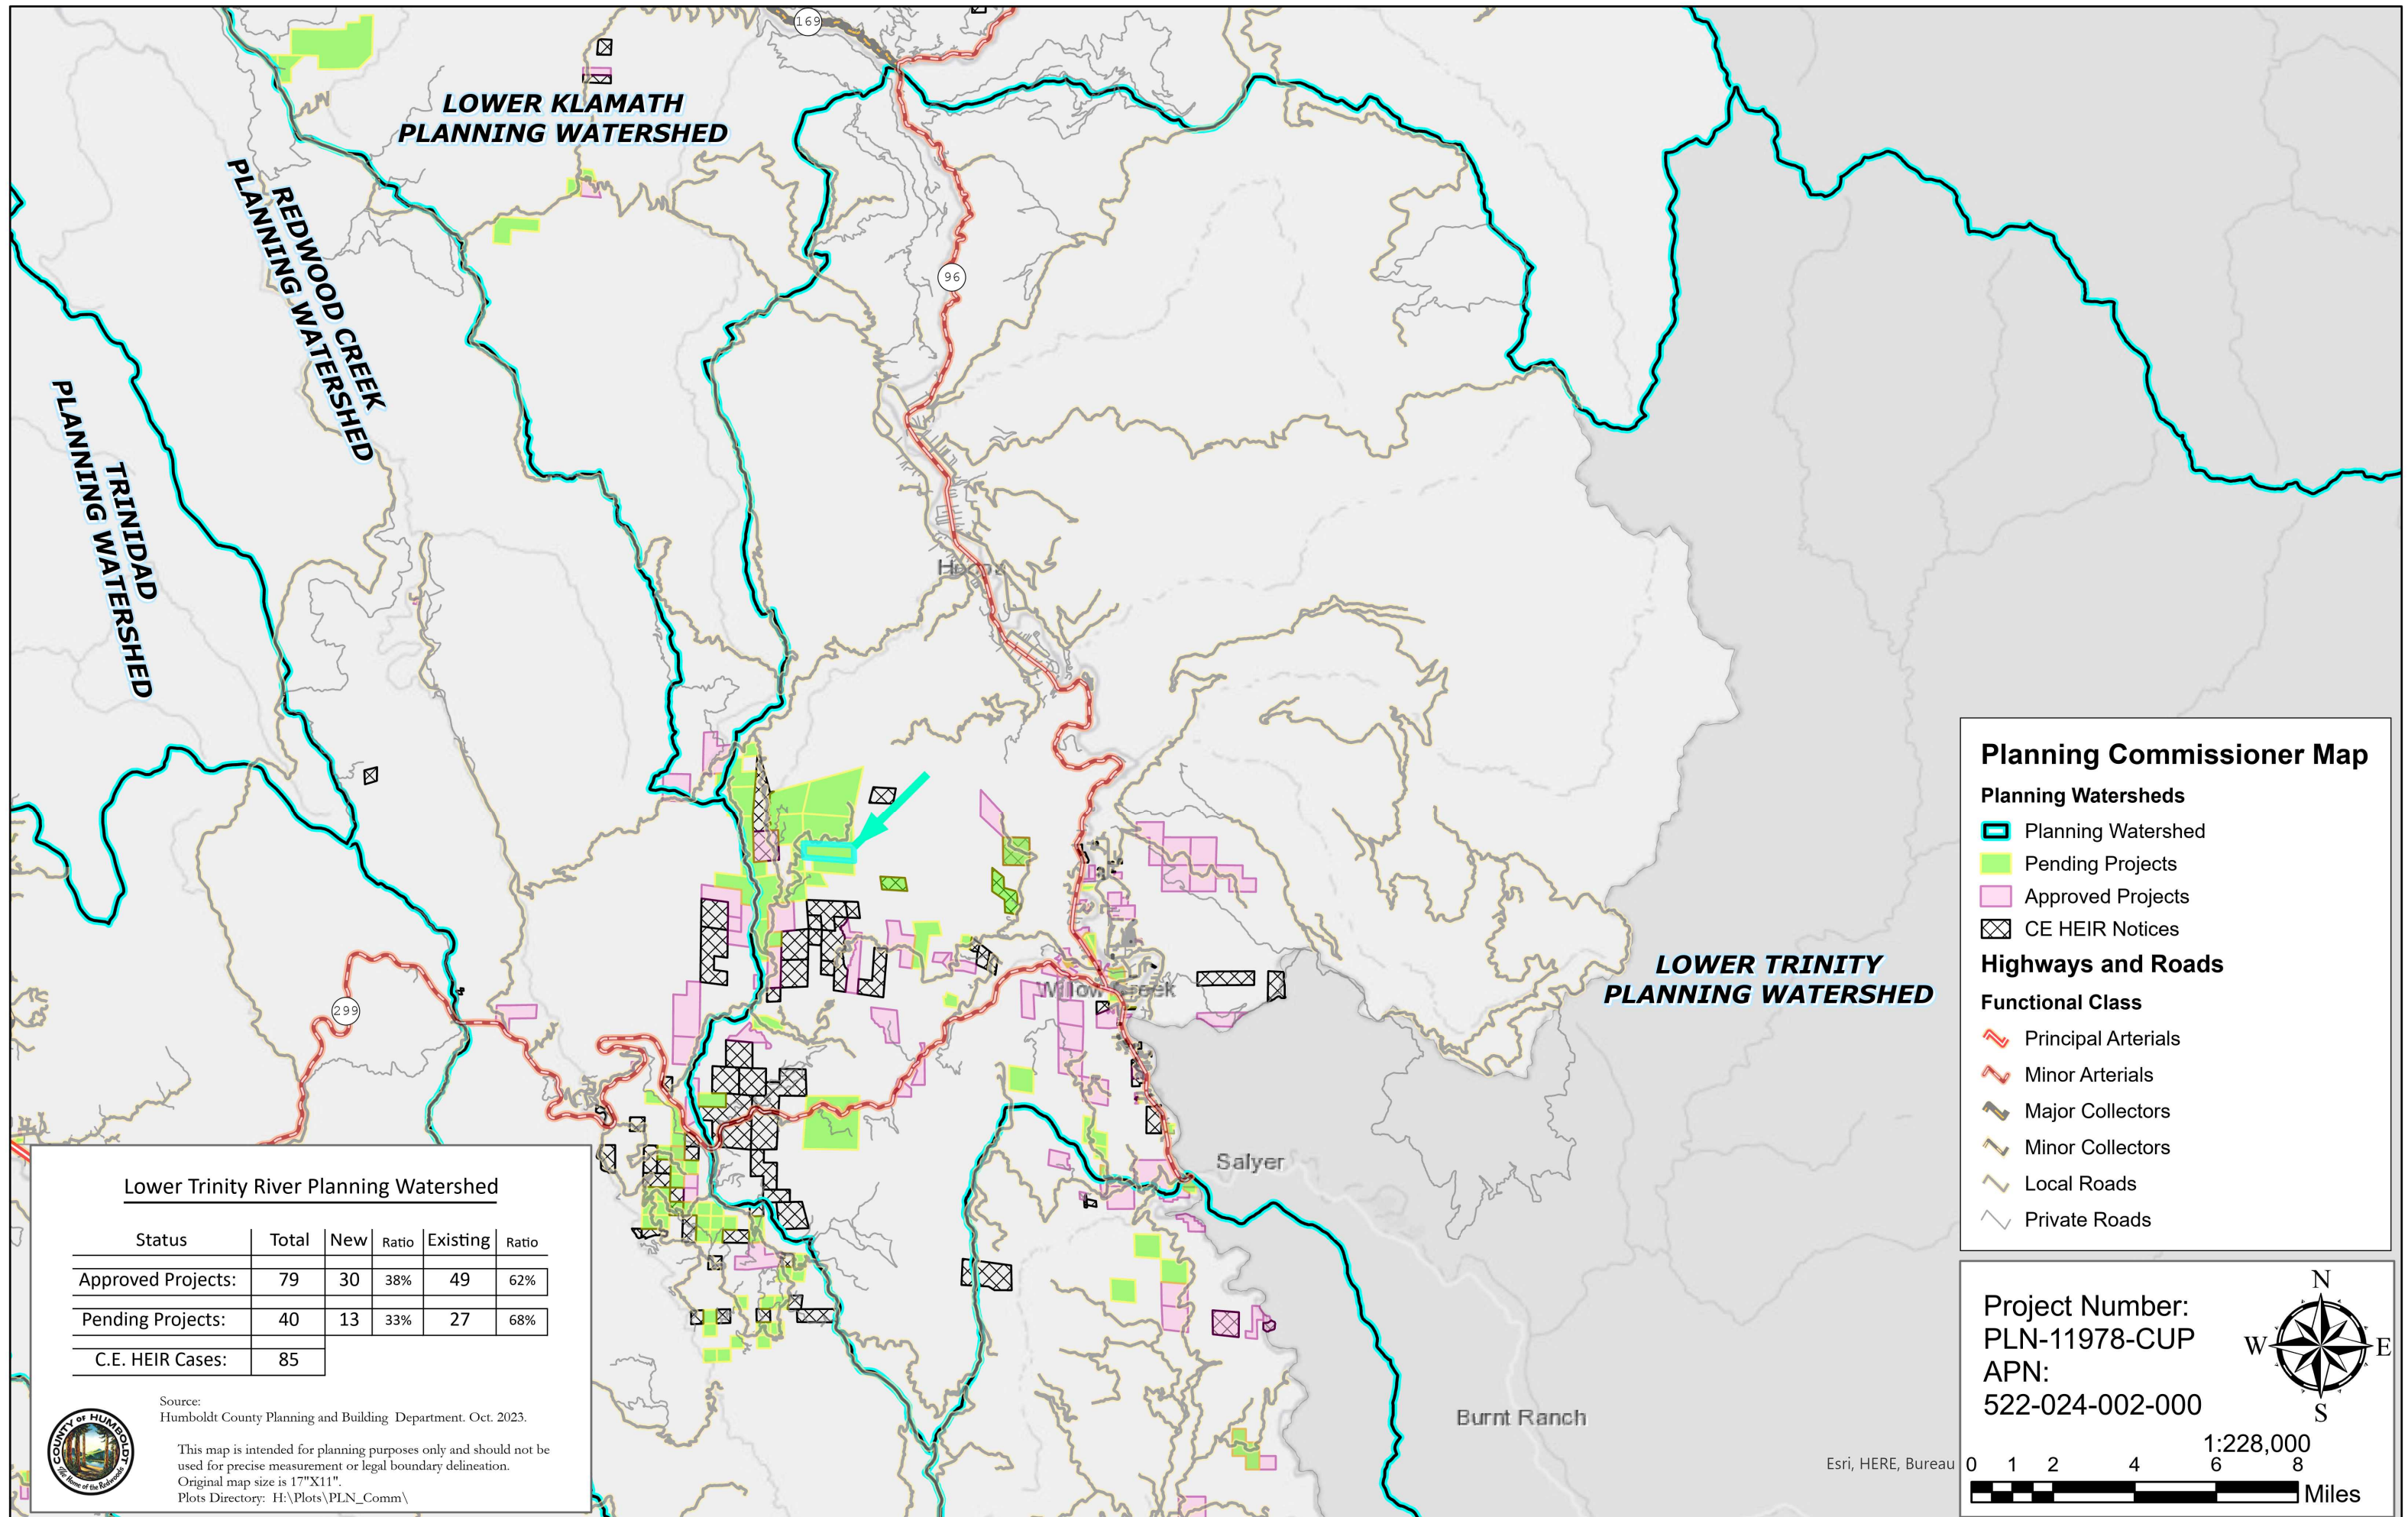 169
LOWER KLAMATH
PLANNING WATERSHED
REDWOOD CREEK
PLANNING WATERSHED
96
TRINIDAD
PLANNING WATERSHED
Hoopa
299
Willow Creek
LOWER TRINITY
PLANNING WATERSHED
Salyer
Burnt Ranch
Planning Commissioner Map
Planning Watersheds
Planning Watershed
Pending Projects
Approved Projects
CE HEIR Notices
Highways and Roads
Functional Class
Principal Arterials
Minor Arterials
Major Collectors
Minor Collectors
Local Roads
Private Roads
Lower Trinity River Planning Watershed
Status Total New Ratio Existing Ratio
Approved Projects: 79 30 38% 49 62%
Pending Projects: 40 13 33% 27 68%
C.E. HEIR Cases: 85
Source:
Humboldt County Planning and Building Department. Oct. 2023.
This map is intended for planning purposes only and should not be
used for precise measurement or legal boundary delineation.
Original map size is 17"X11".
Plots Directory: H:\Plots\PLN_Comm\
COUNTY OF HUMBOLDT
The Home of the Redwoods
Project Number:
PLN-11978-CUP
APN:
522-024-002-000
N
W E
S
1:228,000
0 1 2 4 6 8
Miles
Esri, HERE, Bureau